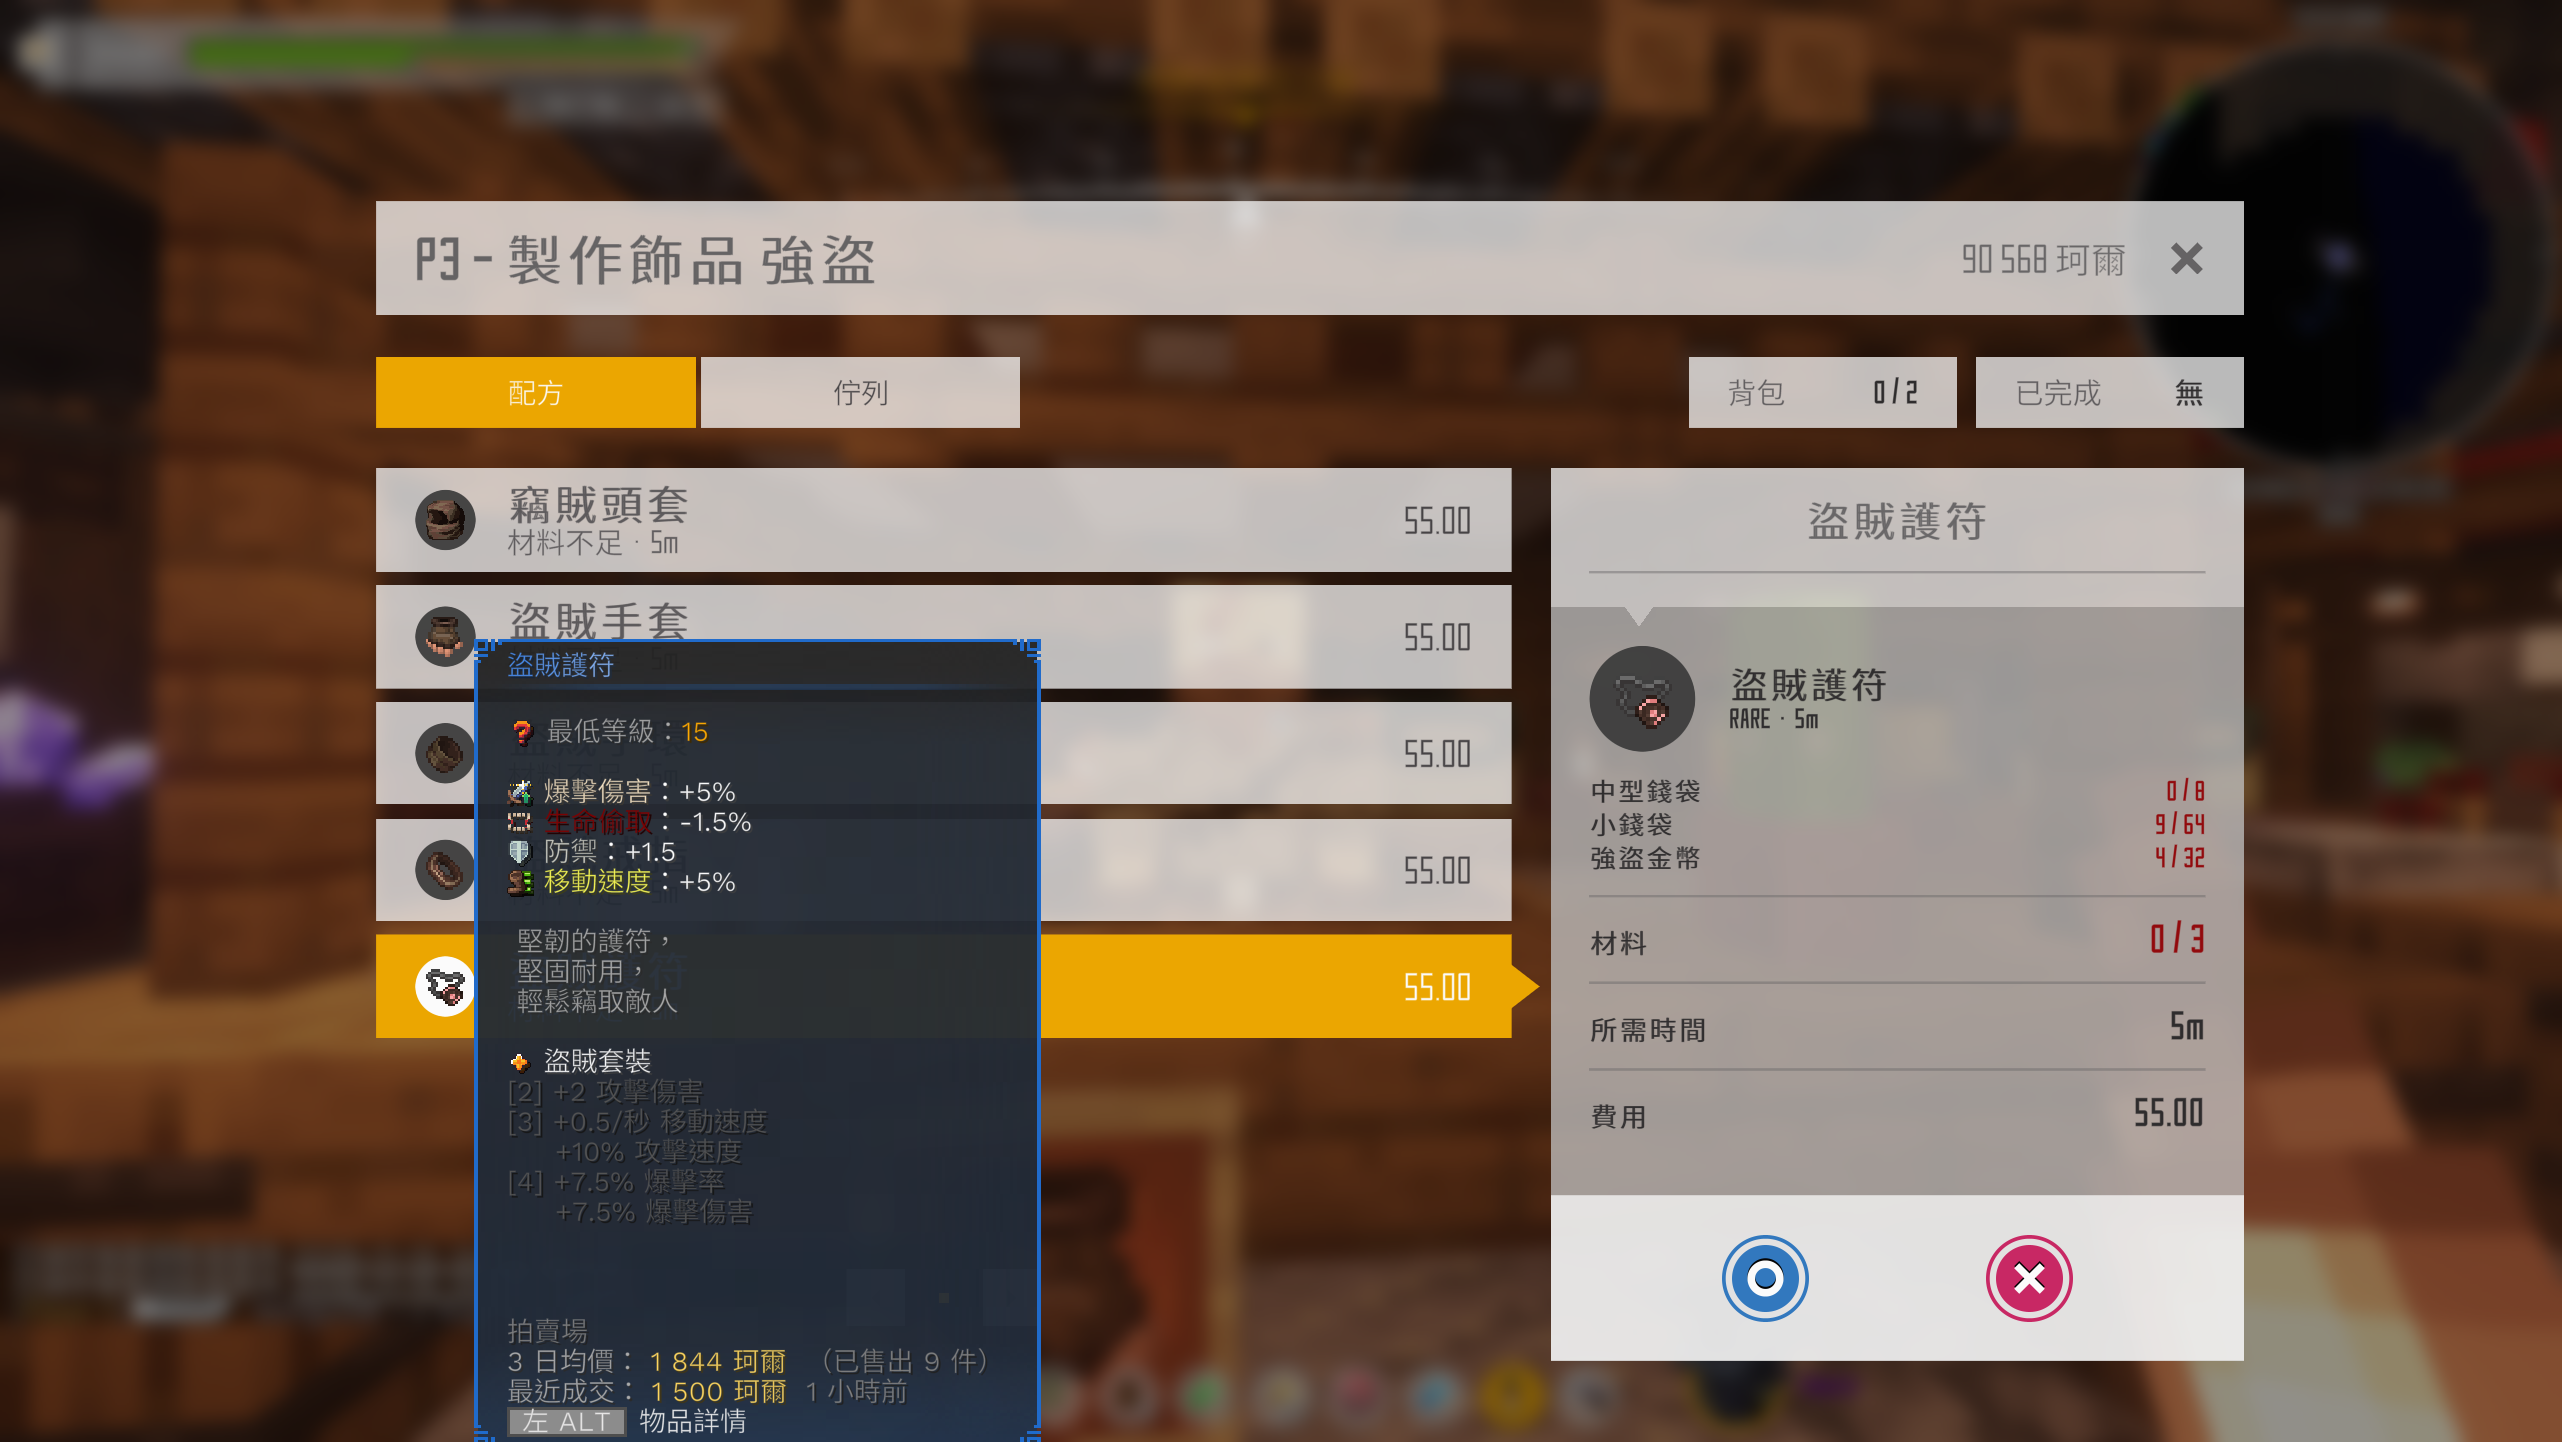 P3 - 製作飾品 強盜
90 568 珂爾
配方
佇列
背包 0/2
已完成 無
竊賊頭套
材料不足 · 5m
55.00
盜賊手套
55.00
55.00
55.00
55.00
盜賊護符
最低等級：15
爆擊傷害：+5%
生命偷取：-1.5%
防禦：+1.5
移動速度：+5%
堅韌的護符，
堅固耐用，
輕鬆竊取敵人
盜賊套裝
[2] +2 攻擊傷害
[3] +0.5/秒 移動速度
+10% 攻擊速度
[4] +7.5% 爆擊率
+7.5% 爆擊傷害
拍賣場
3 日均價： 1 844 珂爾 （已售出 9 件）
最近成交： 1 500 珂爾 1 小時前
左 ALT 物品詳情
盜賊護符
盜賊護符
RARE · 5m
中型錢袋 0/8
小錢袋 9/64
強盜金幣 4/32
材料 0/3
所需時間 5m
費用 55.00